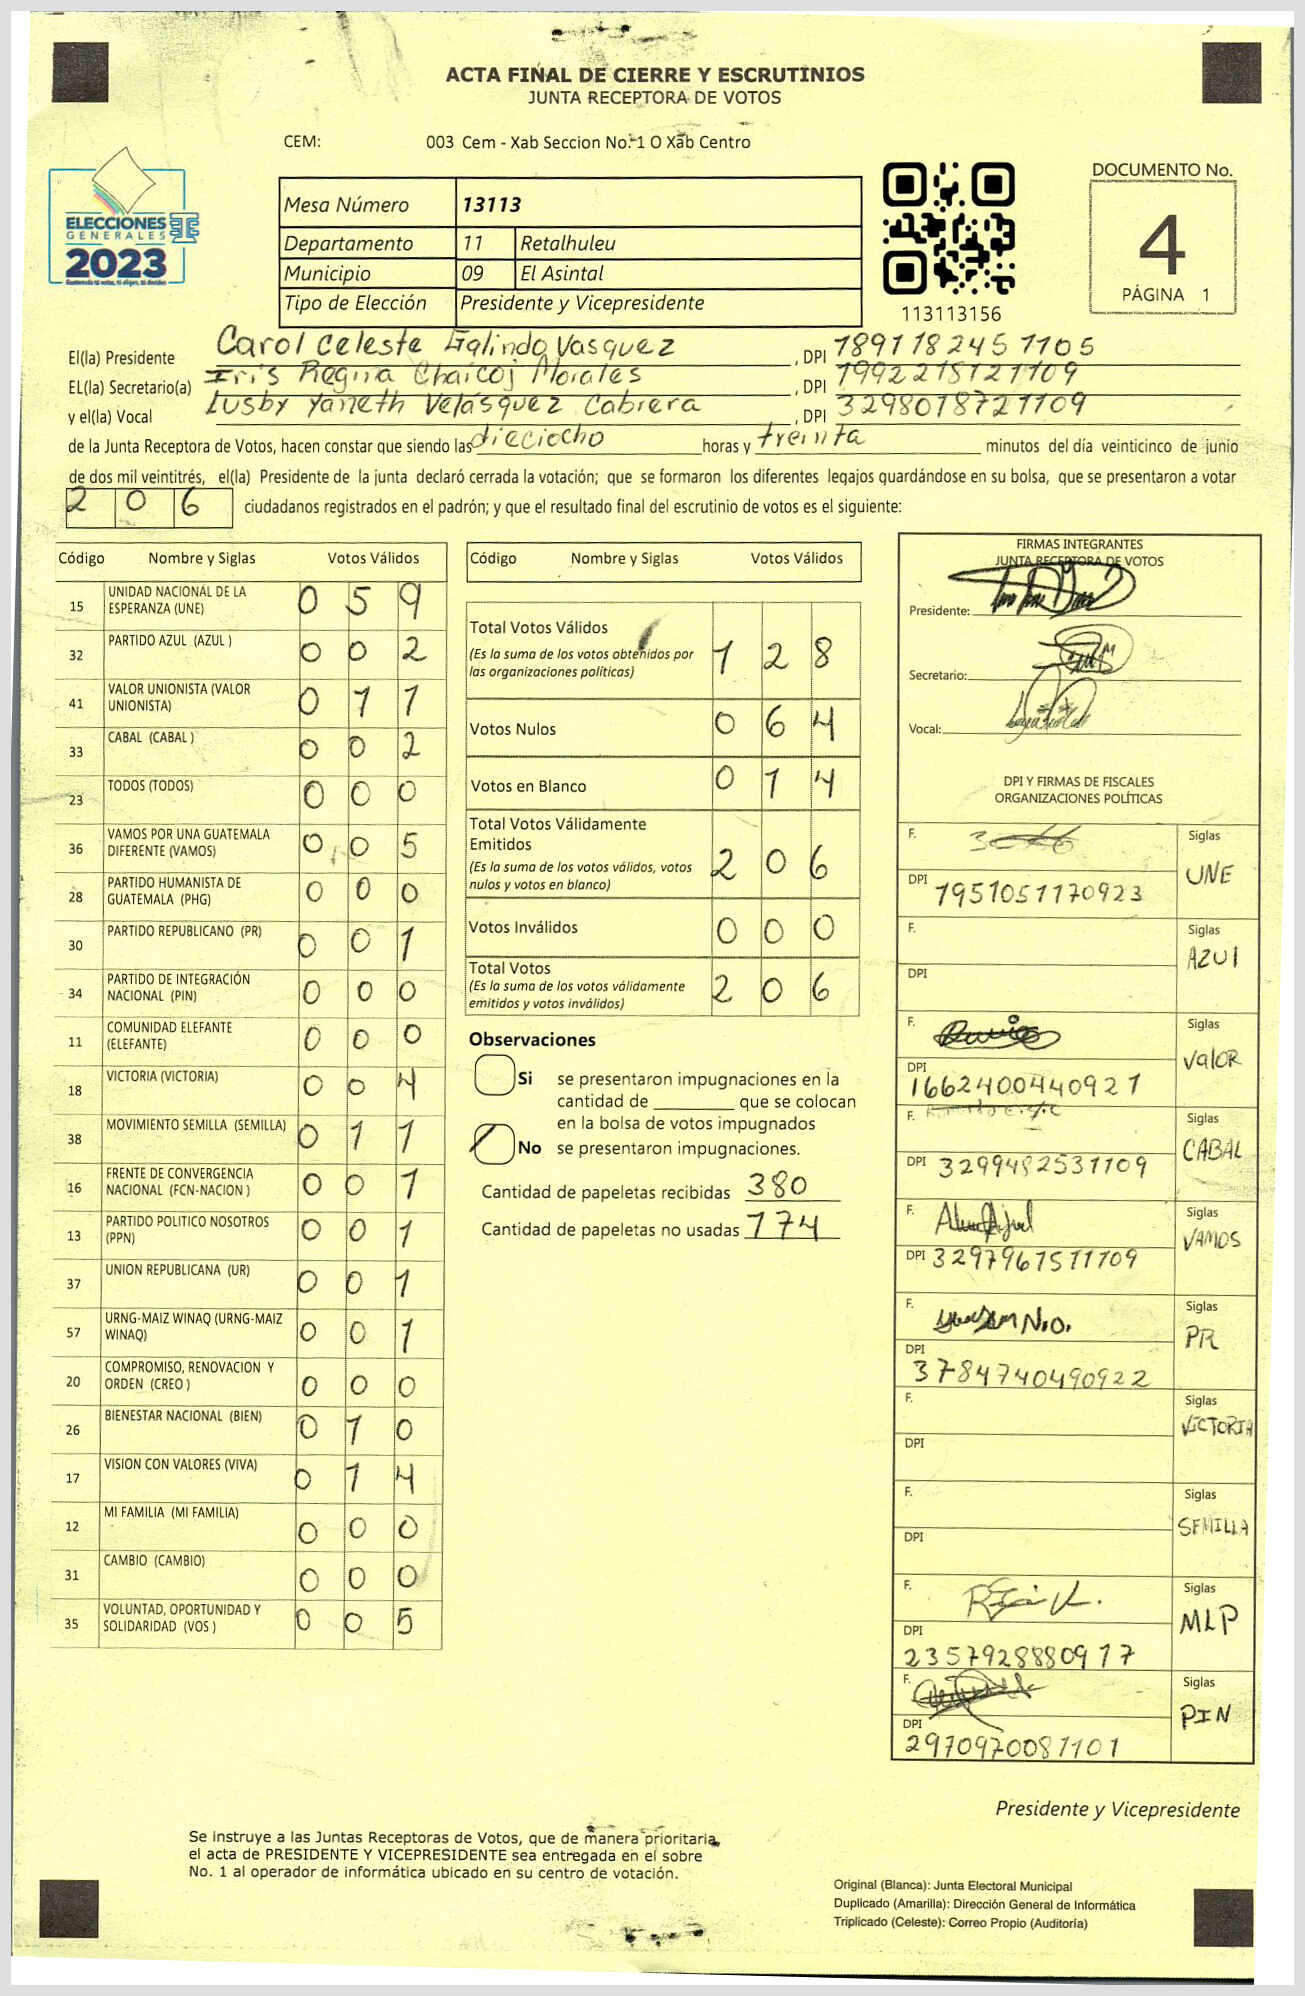 ACTA FINAL DE CIERRE Y ESCRUTINIOS
JUNTA RECEPTORA DE VOTOS
CEM: 003 Cem - Xab Seccion No. 1 O Xab Centro
ELECCIONES
GENERALES
2023
Mesa Número 13113
Departamento 11 Retalhuleu
Municipio 09 El Asintal
Tipo de Elección Presidente y Vicepresidente
113113156
DOCUMENTO No.
4
PÁGINA 1
El(la) Presidente Carol Celeste Galindo Vasquez, DPI 1891182451105
EL(la) Secretario(a) Iris Regina Chaicoj Morales, DPI 1992218121109
y el(la) Vocal Lusby Yaneth Velásquez Cabrera, DPI 3298018721109
de la Junta Receptora de Votos, hacen constar que siendo las dieciocho horas y treinta minutos del día veinticinco de junio
de dos mil veintitrés, el(la) Presidente de la junta declaró cerrada la votación; que se formaron los diferentes legajos quardándose en su bolsa, que se presentaron a votar
206 ciudadanos registrados en el padrón; y que el resultado final del escrutinio de votos es el siguiente:
Código Nombre y Siglas Votos Válidos
15 UNIDAD NACIONAL DE LA ESPERANZA (UNE) 0 5 9
32 PARTIDO AZUL (AZUL ) 0 0 2
41 VALOR UNIONISTA (VALOR UNIONISTA) 0 1 1
33 CABAL (CABAL ) 0 0 2
23 TODOS (TODOS) 0 0 0
36 VAMOS POR UNA GUATEMALA DIFERENTE (VAMOS) 0 0 5
28 PARTIDO HUMANISTA DE GUATEMALA (PHG) 0 0 0
30 PARTIDO REPUBLICANO (PR) 0 0 1
34 PARTIDO DE INTEGRACIÓN NACIONAL (PIN) 0 0 0
11 COMUNIDAD ELEFANTE (ELEFANTE) 0 0 0
18 VICTORIA (VICTORIA) 0 0 4
38 MOVIMIENTO SEMILLA (SEMILLA) 0 1 1
16 FRENTE DE CONVERGENCIA NACIONAL (FCN-NACION ) 0 0 1
13 PARTIDO POLITICO NOSOTROS (PPN) 0 0 1
37 UNION REPUBLICANA (UR) 0 0 1
57 URNG-MAIZ WINAQ (URNG-MAIZ WINAQ) 0 0 1
20 COMPROMISO, RENOVACION Y ORDEN (CREO ) 0 0 0
26 BIENESTAR NACIONAL (BIEN) 0 1 0
17 VISION CON VALORES (VIVA) 0 1 4
12 MI FAMILIA (MI FAMILIA) 0 0 0
31 CAMBIO (CAMBIO) 0 0 0
35 VOLUNTAD, OPORTUNIDAD Y SOLIDARIDAD (VOS ) 0 0 5
Código Nombre y Siglas Votos Válidos
Total Votos Válidos
(Es la suma de los votos obtenidos por
las organizaciones políticas) 1 2 8
Votos Nulos 0 6 4
Votos en Blanco 0 1 4
Total Votos Válidamente
Emitidos
(Es la suma de los votos válidos, votos
nulos y votos en blanco) 2 0 6
Votos Inválidos 0 0 0
Total Votos
(Es la suma de los votos válidamente
emitidos y votos inválidos) 2 0 6
Observaciones
Si se presentaron impugnaciones en la
cantidad de ________ que se colocan
en la bolsa de votos impugnados
No se presentaron impugnaciones.
Cantidad de papeletas recibidas 380
Cantidad de papeletas no usadas 174
FIRMAS INTEGRANTES
JUNTA RECEPTORA DE VOTOS
Presidente:
Secretario:
Vocal:
DPI Y FIRMAS DE FISCALES
ORGANIZACIONES POLÍTICAS
F. Siglas
DPI 1951051170923 UNE
F. Siglas
DPI AZUl
F. Siglas
DPI 1662400440921 Valor
F. Siglas
DPI 3299482531109 CABAL
F. Siglas
DPI 3297961511109 VAMOS
F. Siglas
DPI 3784740490922 PR
F. Siglas
DPI VICTORIA
F. Siglas
DPI SEMILLA
F. Siglas
DPI 2357928880917 MLP
F. Siglas
DPI 2970970081101 PIN
Presidente y Vicepresidente
Se instruye a las Juntas Receptoras de Votos, que de manera prioritaria,
el acta de PRESIDENTE Y VICEPRESIDENTE sea entregada en el sobre
No. 1 al operador de informática ubicado en su centro de votación.
Original (Blanca): Junta Electoral Municipal
Duplicado (Amarilla): Dirección General de Informática
Triplicado (Celeste): Correo Propio (Auditoría)